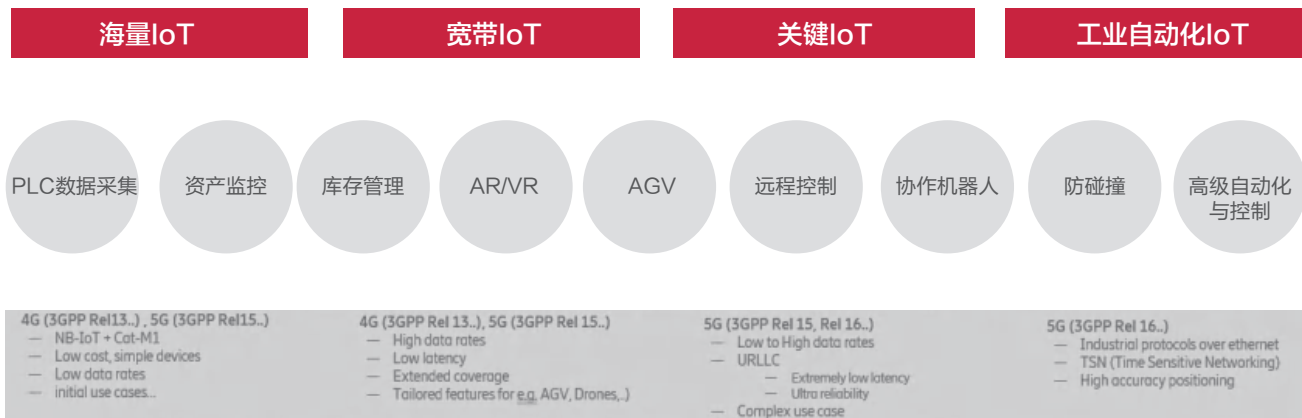 海量IoT
宽带IoT
关键IoT
工业自动化IoT
PLC数据采集
资产监控
库存管理
AR/VR
AGV
远程控制
协作机器人
防碰撞
高级自动化
与控制
4G (3GPP Rel13..) , 5G (3GPP Rel15..)
— NB-IoT + Cat-M1
— Low cost, simple devices
— Low data rates
— initial use cases...
4G (3GPP Rel 13..), 5G (3GPP Rel 15..)
— High data rates
— Low latency
— Extended coverage
— Tailored features for e.g. AGV, Drones,..)
5G (3GPP Rel 15, Rel 16..)
— Low to High data rates
— URLLC
— Extremely low latency
— Ultra reliability
— Complex use case
5G (3GPP Rel 16..)
— Industrial protocols over ethernet
— TSN (Time Sensitive Networking)
— High accuracy positioning